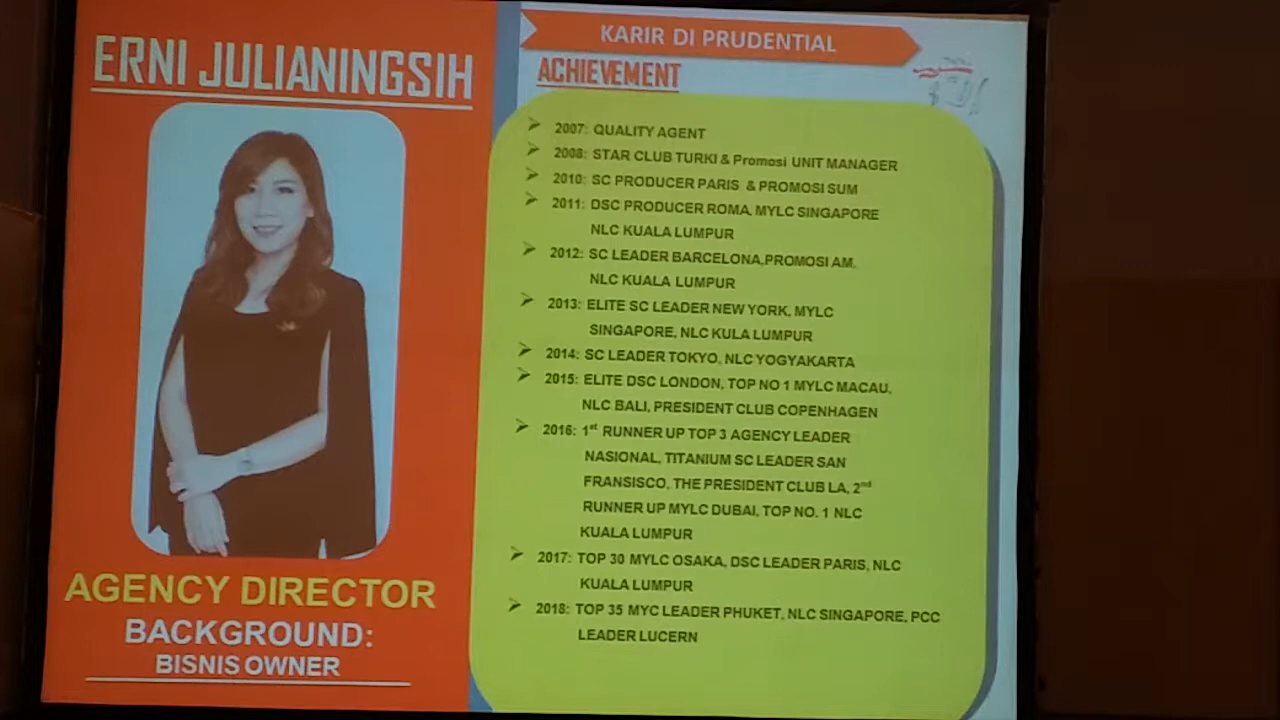 ERNI JULIANINGSIH
AGENCY DIRECTOR
BACKGROUND:
BISNIS OWNER
KARIR DI PRUDENTIAL
ACHIEVEMENT
➢ 2007: QUALITY AGENT
➢ 2008: STAR CLUB TURKI & Promosi UNIT MANAGER
➢ 2010: SC PRODUCER PARIS & PROMOSI SUM
➢ 2011: DSC PRODUCER ROMA, MYLC SINGAPORE
NLC KUALA LUMPUR
➢ 2012: SC LEADER BARCELONA,PROMOSI AM,
NLC KUALA LUMPUR
➢ 2013: ELITE SC LEADER NEW YORK, MYLC
SINGAPORE, NLC KULA LUMPUR
➢ 2014: SC LEADER TOKYO, NLC YOGYAKARTA
➢ 2015: ELITE DSC LONDON, TOP NO 1 MYLC MACAU,
NLC BALI, PRESIDENT CLUB COPENHAGEN
➢ 2016: 1st RUNNER UP TOP 3 AGENCY LEADER
NASIONAL, TITANIUM SC LEADER SAN
FRANSISCO, THE PRESIDENT CLUB LA, 2nd
RUNNER UP MYLC DUBAI, TOP NO. 1 NLC
KUALA LUMPUR
➢ 2017: TOP 30 MYLC OSAKA, DSC LEADER PARIS, NLC
KUALA LUMPUR
➢ 2018: TOP 35 MYC LEADER PHUKET, NLC SINGAPORE, PCC
LEADER LUCERN